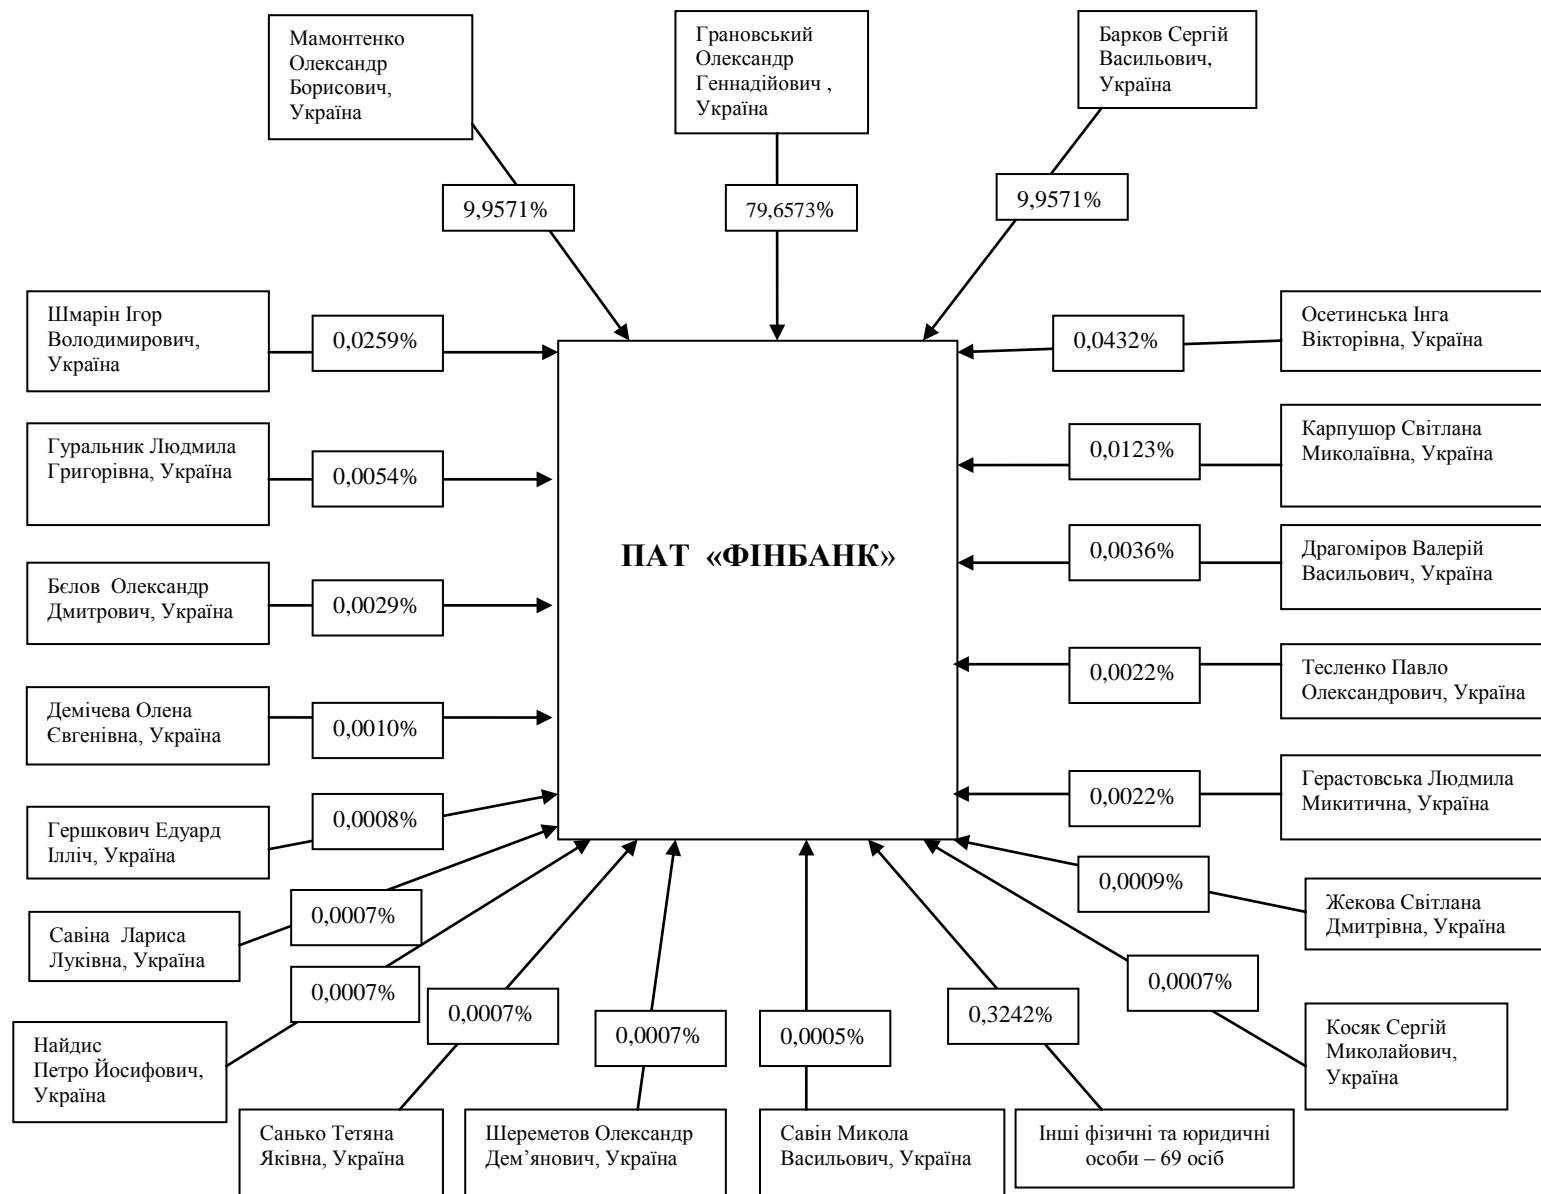 Мамонтенко
Олександр
Борисович,
Україна
Грановський
Олександр
Геннадійович ,
Україна
Барков Сергій
Васильович,
Україна
9,9571%
79,6573%
9,9571%
Шмарін Ігор
Володимирович,
Україна
0,0259%
0,0432%
Осетинська Інга
Вікторівна, Україна
Гуральник Людмила
Григорівна, Україна
0,0054%
0,0123%
Карпушор Світлана
Миколаївна, Україна
ПАТ «ФІНБАНК»
Бєлов Олександр
Дмитрович, Україна
0,0029%
0,0036%
Драгоміров Валерій
Васильович, Україна
Демічева Олена
Євгенівна, Україна
0,0010%
0,0022%
Тесленко Павло
Олександрович, Україна
Гершкович Едуард
Ілліч, Україна
0,0008%
0,0022%
Герастовська Людмила
Микитична, Україна
Савіна Лариса
Луківна, Україна
0,0007%
0,0009%
Жекова Світлана
Дмитрівна, Україна
Найдис
Петро Йосифович,
Україна
0,0007%
0,0007%
0,0007%
0,0005%
0,3242%
0,0007%
Косяк Сергій
Миколайович,
Україна
Санько Тетяна
Яківна, Україна
Шереметов Олександр
Дем’янович, Україна
Савін Микола
Васильович, Україна
Інші фізичні та юридичні
особи – 69 осіб